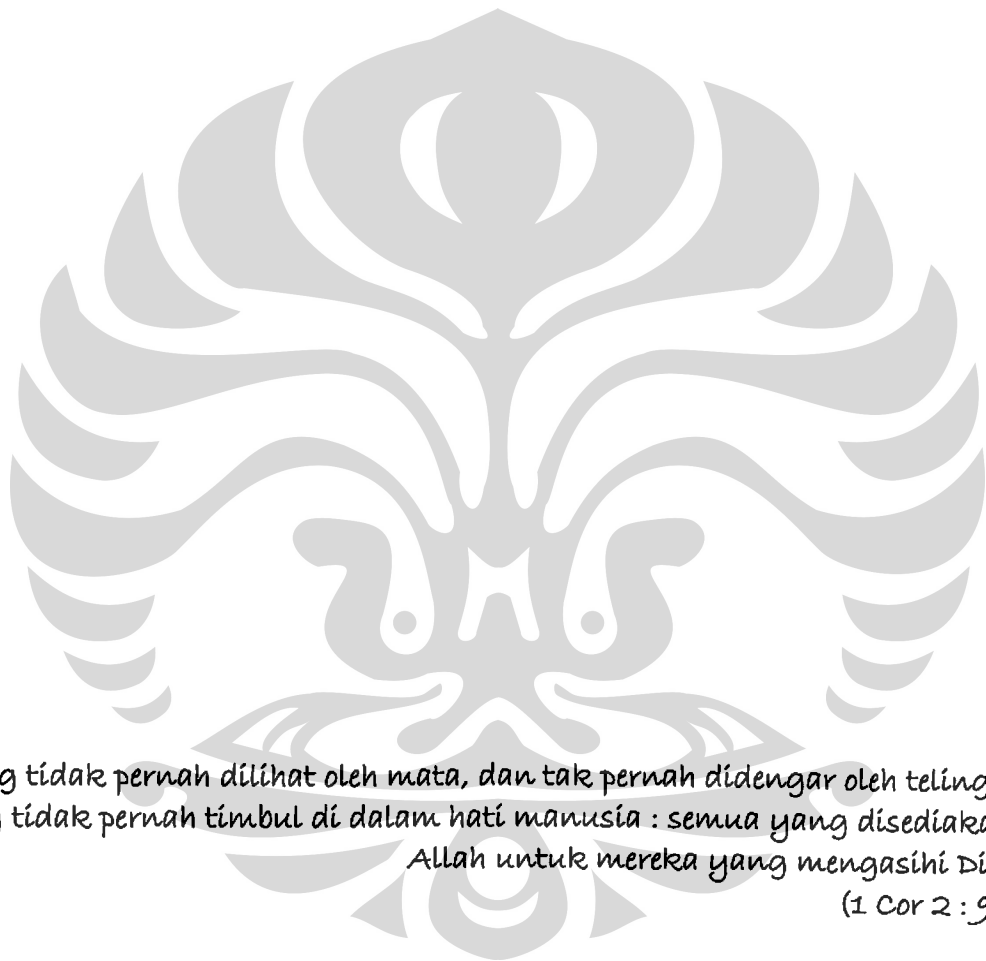 g tidak pernah dilihat oleh mata, dan tak pernah didengar oleh teling
tidak pernah timbul di dalam hati manusia : semua yang disediaka
Allah untuk mereka yang mengasihi Di
(1 Cor 2 : 9